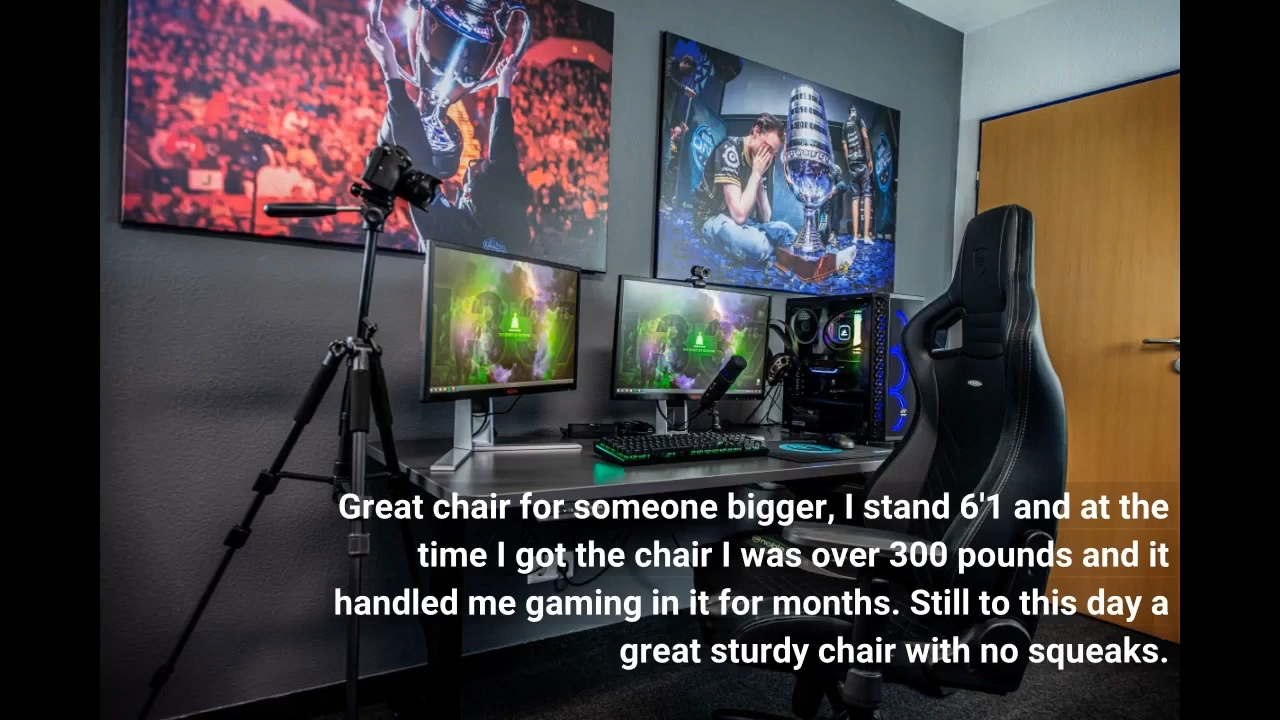 Great chair for someone bigger, I stand 6'1 and at the
time I got the chair I was over 300 pounds and it
handled me gaming in it for months. Still to this day a
great sturdy chair with no squeaks.